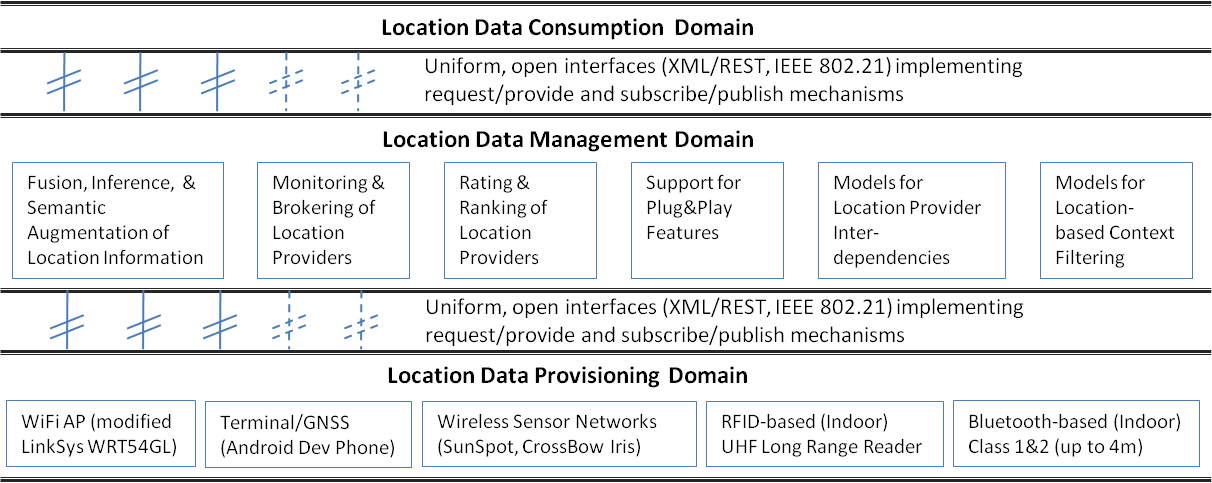 Location Data Consumption Domain
Uniform, open interfaces (XML/REST, IEEE 802.21) implementing
request/provide and subscribe/publish mechanisms
Location Data Management Domain
Fusion, Inference, &
Semantic
Augmentation of
Location Information
Monitoring &
Brokering of
Location
Providers
Rating &
Ranking of
Location
Providers
Support for
Plug&Play
Features
Models for
Location Provider
Inter-
dependencies
Models for
Location-
based Context
Filtering
Uniform, open interfaces (XML/REST, IEEE 802.21) implementing
request/provide and subscribe/publish mechanisms
Location Data Provisioning Domain
WiFi AP (modified
LinkSys WRT54GL)
Terminal/GNSS
(Android Dev Phone)
Wireless Sensor Networks
(SunSpot, CrossBow Iris)
RFID-based (Indoor)
UHF Long Range Reader
Bluetooth-based (Indoor)
Class 1&2 (up to 4m)